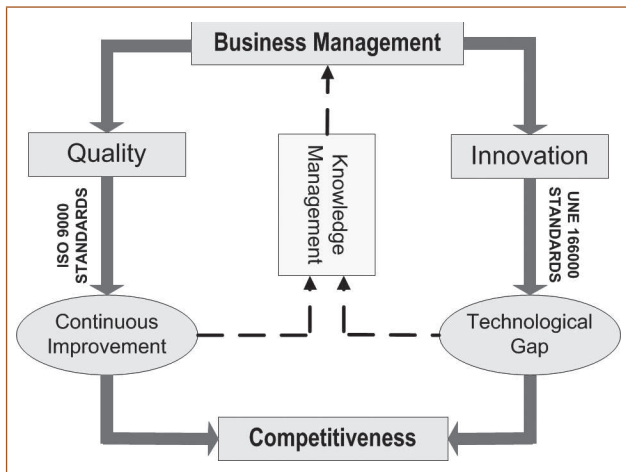 Business Management
Quality
Knowledge
Management
Innovation
ISO 9000
STANDARDS
UNE 166000
STANDARDS
Continuous
Improvement
Technological
Gap
Competitiveness